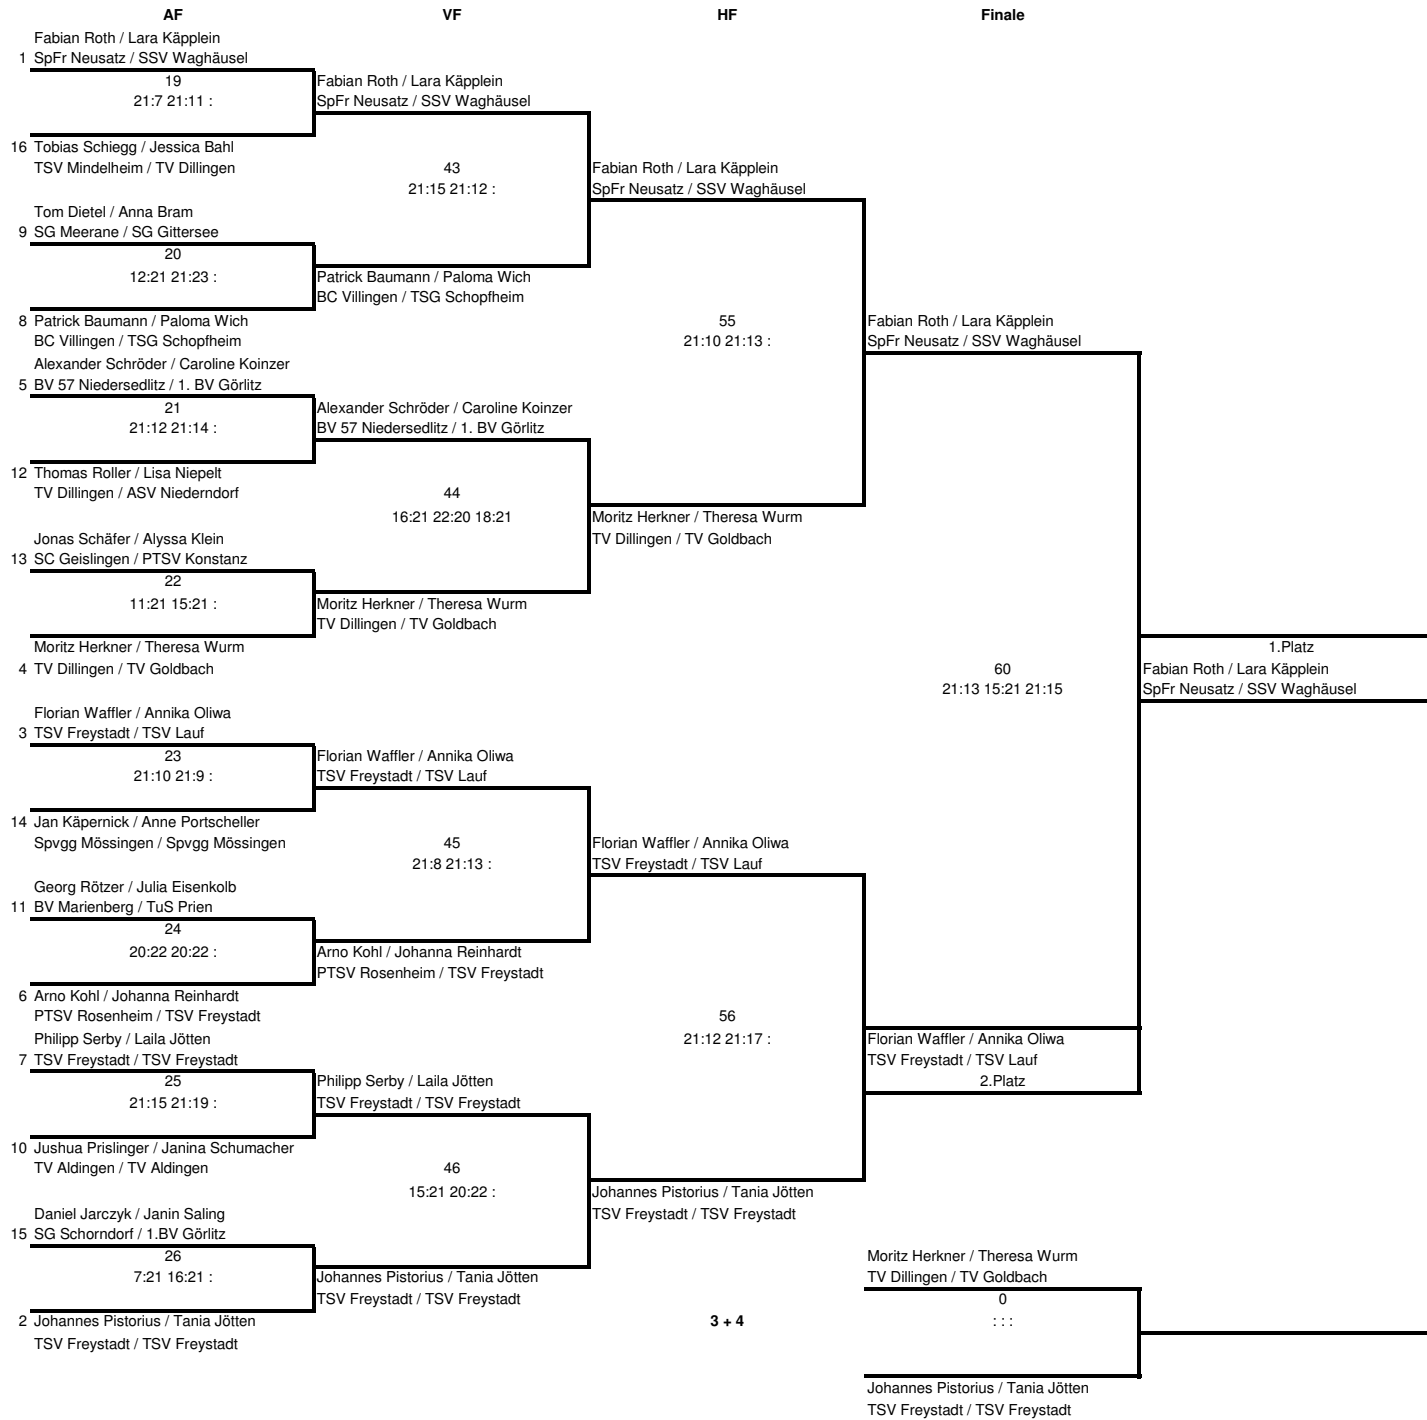 AF VF HF Finale
Fabian Roth / Lara Käpplein
1 SpFr Neusatz / SSV Waghäusel
19
21:7 21:11 :
16 Tobias Schiegg / Jessica Bahl
TSV Mindelheim / TV Dillingen
Tom Dietel / Anna Bram
9 SG Meerane / SG Gittersee
20
12:21 21:23 :
8 Patrick Baumann / Paloma Wich
BC Villingen / TSG Schopfheim
Alexander Schröder / Caroline Koinzer
5 BV 57 Niedersedlitz / 1. BV Görlitz
21
21:12 21:14 :
12 Thomas Roller / Lisa Niepelt
TV Dillingen / ASV Niederndorf
Jonas Schäfer / Alyssa Klein
13 SC Geislingen / PTSV Konstanz
22
11:21 15:21 :
Moritz Herkner / Theresa Wurm
4 TV Dillingen / TV Goldbach
Florian Waffler / Annika Oliwa
3 TSV Freystadt / TSV Lauf
23
21:10 21:9 :
14 Jan Käpernick / Anne Portscheller
Spvgg Mössingen / Spvgg Mössingen
Georg Rötzer / Julia Eisenkolb
11 BV Marienberg / TuS Prien
24
20:22 20:22 :
6 Arno Kohl / Johanna Reinhardt
PTSV Rosenheim / TSV Freystadt
Philipp Serby / Laila Jötten
7 TSV Freystadt / TSV Freystadt
25
21:15 21:19 :
10 Jushua Prislinger / Janina Schumacher
TV Aldingen / TV Aldingen
Daniel Jarczyk / Janin Saling
15 SG Schorndorf / 1.BV Görlitz
26
7:21 16:21 :
2 Johannes Pistorius / Tania Jötten
TSV Freystadt / TSV Freystadt
Fabian Roth / Lara Käpplein
SpFr Neusatz / SSV Waghäusel
43
21:15 21:12 :
Patrick Baumann / Paloma Wich
BC Villingen / TSG Schopfheim
Alexander Schröder / Caroline Koinzer
BV 57 Niedersedlitz / 1. BV Görlitz
44
16:21 22:20 18:21
Moritz Herkner / Theresa Wurm
TV Dillingen / TV Goldbach
Florian Waffler / Annika Oliwa
TSV Freystadt / TSV Lauf
45
21:8 21:13 :
Arno Kohl / Johanna Reinhardt
PTSV Rosenheim / TSV Freystadt
Philipp Serby / Laila Jötten
TSV Freystadt / TSV Freystadt
46
15:21 20:22 :
Johannes Pistorius / Tania Jötten
TSV Freystadt / TSV Freystadt
Fabian Roth / Lara Käpplein
SpFr Neusatz / SSV Waghäusel
55
21:10 21:13 :
Moritz Herkner / Theresa Wurm
TV Dillingen / TV Goldbach
Florian Waffler / Annika Oliwa
TSV Freystadt / TSV Lauf
56
21:12 21:17 :
Johannes Pistorius / Tania Jötten
TSV Freystadt / TSV Freystadt
Fabian Roth / Lara Käpplein
SpFr Neusatz / SSV Waghäusel
60
21:13 15:21 21:15
Florian Waffler / Annika Oliwa
TSV Freystadt / TSV Lauf
2.Platz
1.Platz
Fabian Roth / Lara Käpplein
SpFr Neusatz / SSV Waghäusel
3 + 4
Moritz Herkner / Theresa Wurm
TV Dillingen / TV Goldbach
0
: : :
Johannes Pistorius / Tania Jötten
TSV Freystadt / TSV Freystadt